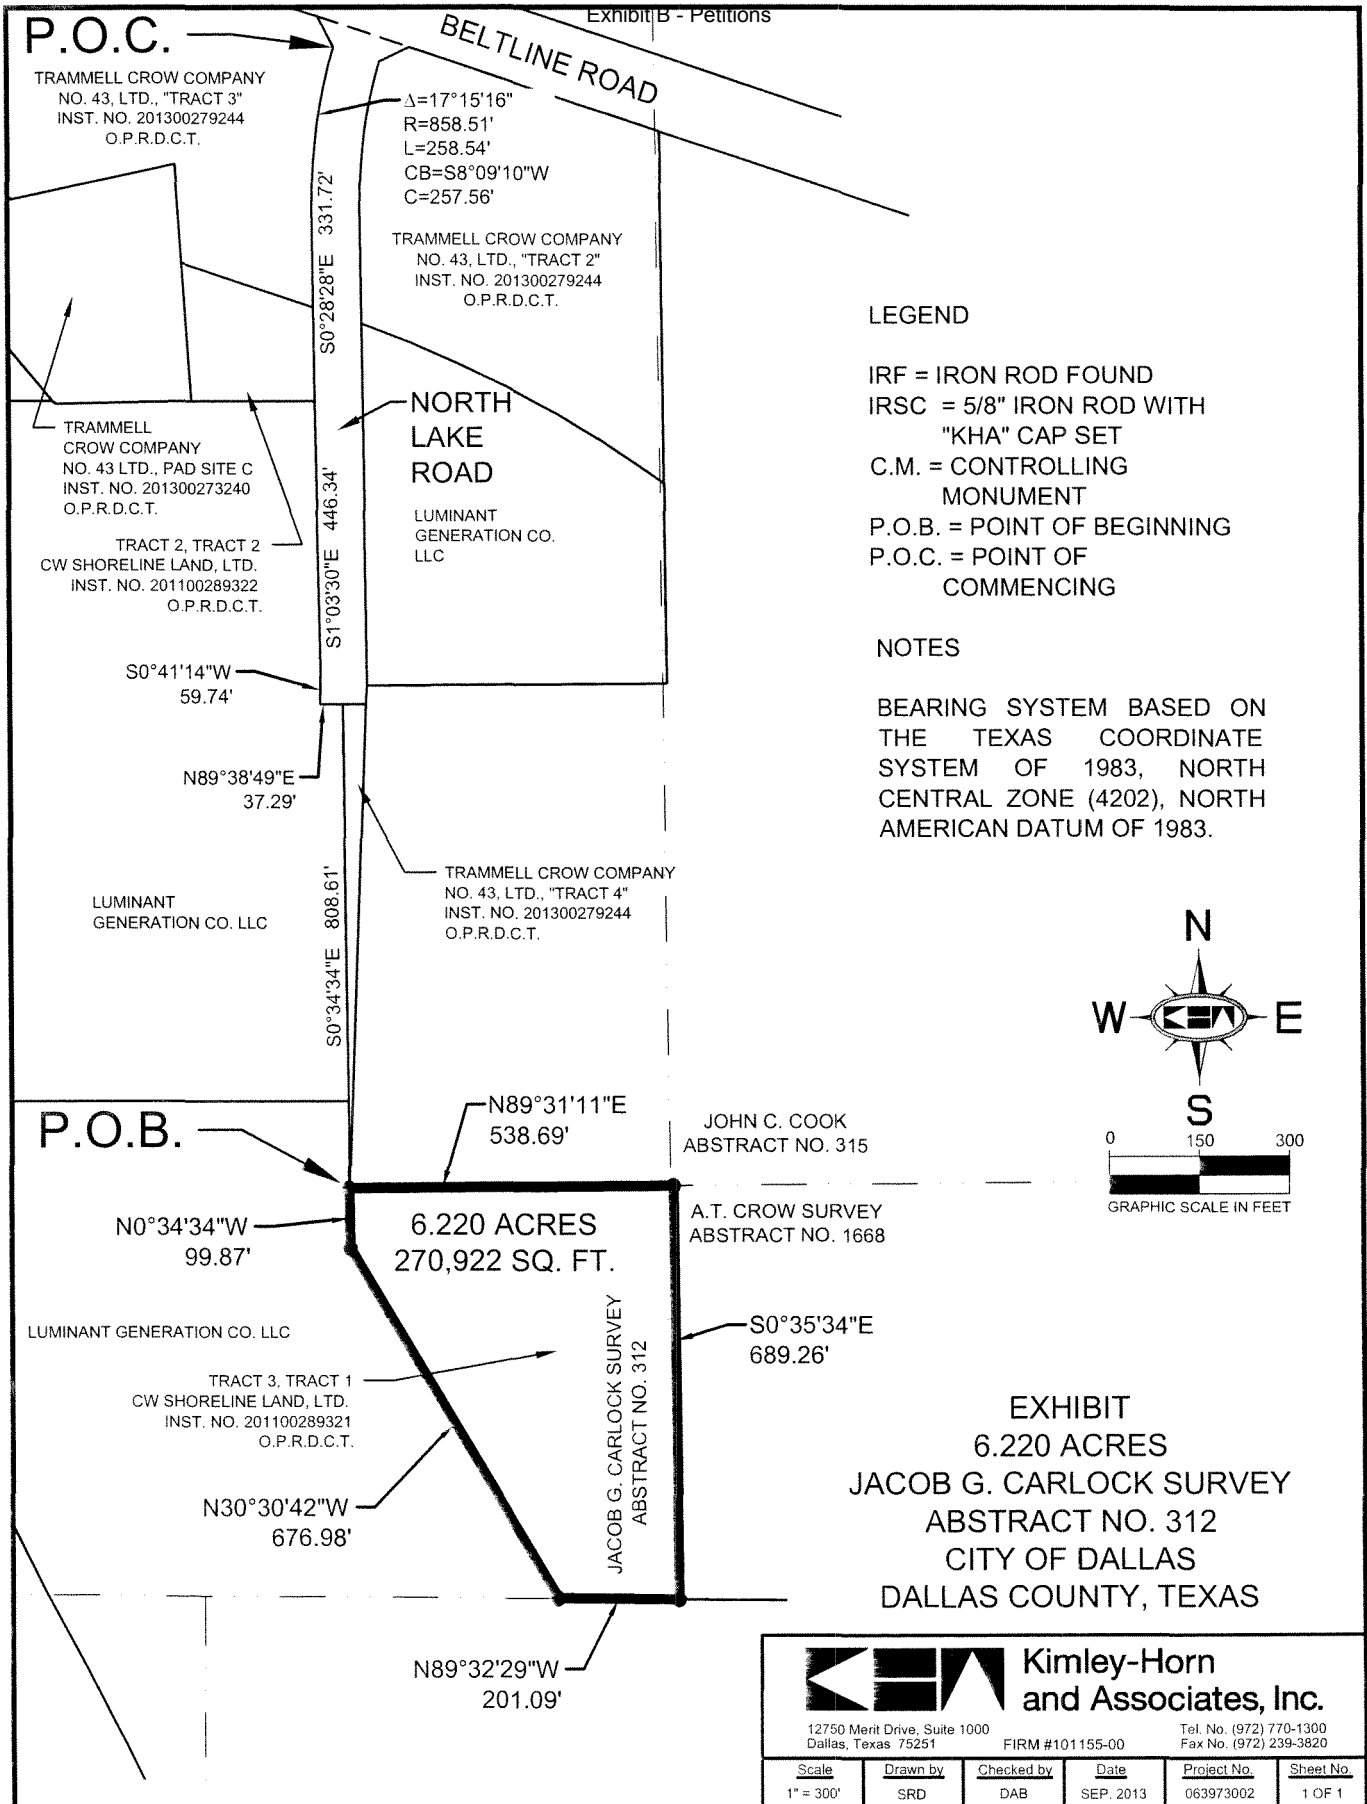 Exhibit B - Petitions
P.O.C.
BELTLINE ROAD
TRAMMELL CROW COMPANY
NO. 43, LTD., "TRACT 3"
INST. NO. 201300279244
O.P.R.D.C.T.
Δ=17°15'16"
R=858.51'
L=258.54'
CB=S8°09'10"W
C=257.56'
S0°28'28"E 331.72'
TRAMMELL CROW COMPANY
NO. 43, LTD., "TRACT 2"
INST. NO. 201300279244
O.P.R.D.C.T.
LEGEND
IRF = IRON ROD FOUND
IRSC = 5/8" IRON ROD WITH
"KHA" CAP SET
C.M. = CONTROLLING
MONUMENT
P.O.B. = POINT OF BEGINNING
P.O.C. = POINT OF
COMMENCING
NORTH
LAKE
ROAD
TRAMMELL
CROW COMPANY
NO. 43 LTD., PAD SITE C
INST. NO. 201300273240
O.P.R.D.C.T.
S1°03'30"E 446.34'
LUMINANT
GENERATION CO.
LLC
TRACT 2, TRACT 2
CW SHORELINE LAND, LTD.
INST. NO. 201100289322
O.P.R.D.C.T.
NOTES
BEARING SYSTEM BASED ON
THE TEXAS COORDINATE
SYSTEM OF 1983, NORTH
CENTRAL ZONE (4202), NORTH
AMERICAN DATUM OF 1983.
S0°41'14"W
59.74'
N89°38'49"E
37.29'
TRAMMELL CROW COMPANY
NO. 43, LTD., "TRACT 4"
INST. NO. 201300279244
O.P.R.D.C.T.
LUMINANT
GENERATION CO. LLC
S0°34'34"E 808.61'
N
W
E
S
0 150 300
GRAPHIC SCALE IN FEET
P.O.B.
N89°31'11"E
538.69'
JOHN C. COOK
ABSTRACT NO. 315
A.T. CROW SURVEY
ABSTRACT NO. 1668
N0°34'34"W
99.87'
6.220 ACRES
270,922 SQ. FT.
LUMINANT GENERATION CO. LLC
JACOB G. CARLOCK SURVEY
ABSTRACT NO. 312
S0°35'34"E
689.26'
TRACT 3, TRACT 1
CW SHORELINE LAND, LTD.
INST. NO. 201100289321
O.P.R.D.C.T.
N30°30'42"W
676.98'
EXHIBIT
6.220 ACRES
JACOB G. CARLOCK SURVEY
ABSTRACT NO. 312
CITY OF DALLAS
DALLAS COUNTY, TEXAS
N89°32'29"W
201.09'
Kimley-Horn
and Associates, Inc.
12750 Merit Drive, Suite 1000
Dallas, Texas 75251
FIRM #101155-00
Tel. No. (972) 770-1300
Fax No. (972) 239-3820
Scale Drawn by Checked by Date Project No. Sheet No.
1" = 300' SRD DAB SEP. 2013 063973002 1 OF 1